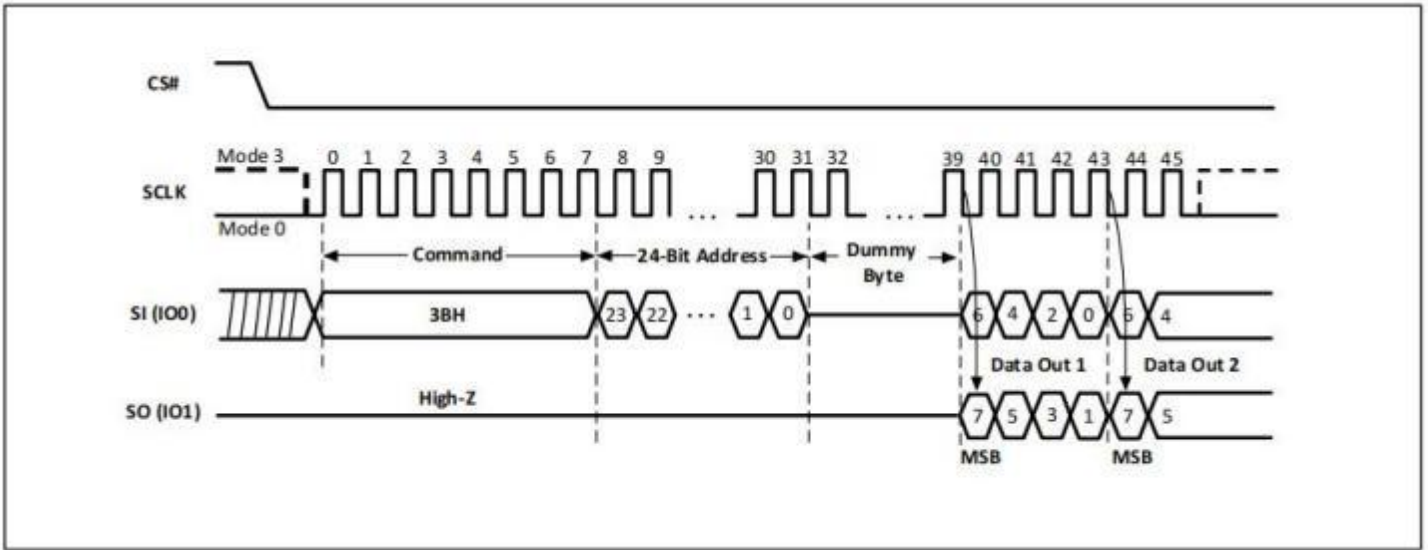 CS#
Mode 3 0 1 2 3 4 5 6 7 8 9 30 31 32 39 40 41 42 43 44 45
SCLK
... ...
Mode 0
Command 24-Bit Address Dummy
Byte
SI (IO0) 3BH 23 22 ... 1 0 6 4 2 0 6 4
Data Out 1 Data Out 2
High-Z
SO (IO1) 7 5 3 1 7 5
MSB MSB